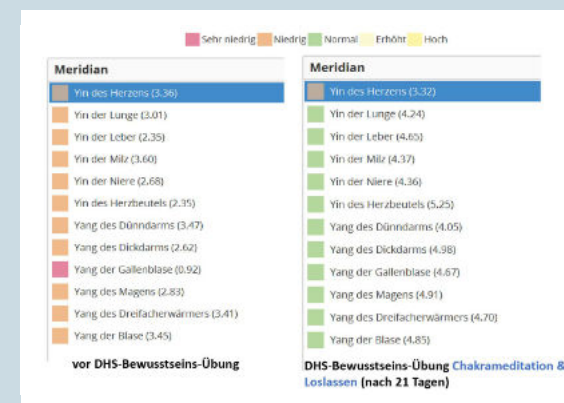 Sehr niedrig Niedrig Normal Erhöht Hoch
Meridian
Yin des Herzens (3.36)
Yin der Lunge (3.01)
Yin der Leber (2.35)
Yin der Milz (3.60)
Yin der Niere (2.68)
Yin des Herzbeutels (2.35)
Yang des Dünndarms (3.47)
Yang des Dickdarms (2.62)
Yang der Gallenblase (0.92)
Yang des Magens (2.83)
Yang des Dreifacherwärmers (3.41)
Yang der Blase (3.45)
vor DHS-Bewusstseins-Übung
Meridian
Yin des Herzens (3.32)
Yin der Lunge (4.24)
Yin der Leber (4.65)
Yin der Milz (4.37)
Yin der Niere (4.36)
Yin des Herzbeutels (5.25)
Yang des Dünndarms (4.05)
Yang des Dickdarms (4.98)
Yang der Gallenblase (4.67)
Yang des Magens (4.91)
Yang des Dreifacherwärmers (4.70)
Yang der Blase (4.85)
DHS-Bewusstseins-Übung Chakrameditation &
Loslassen (nach 21 Tagen)